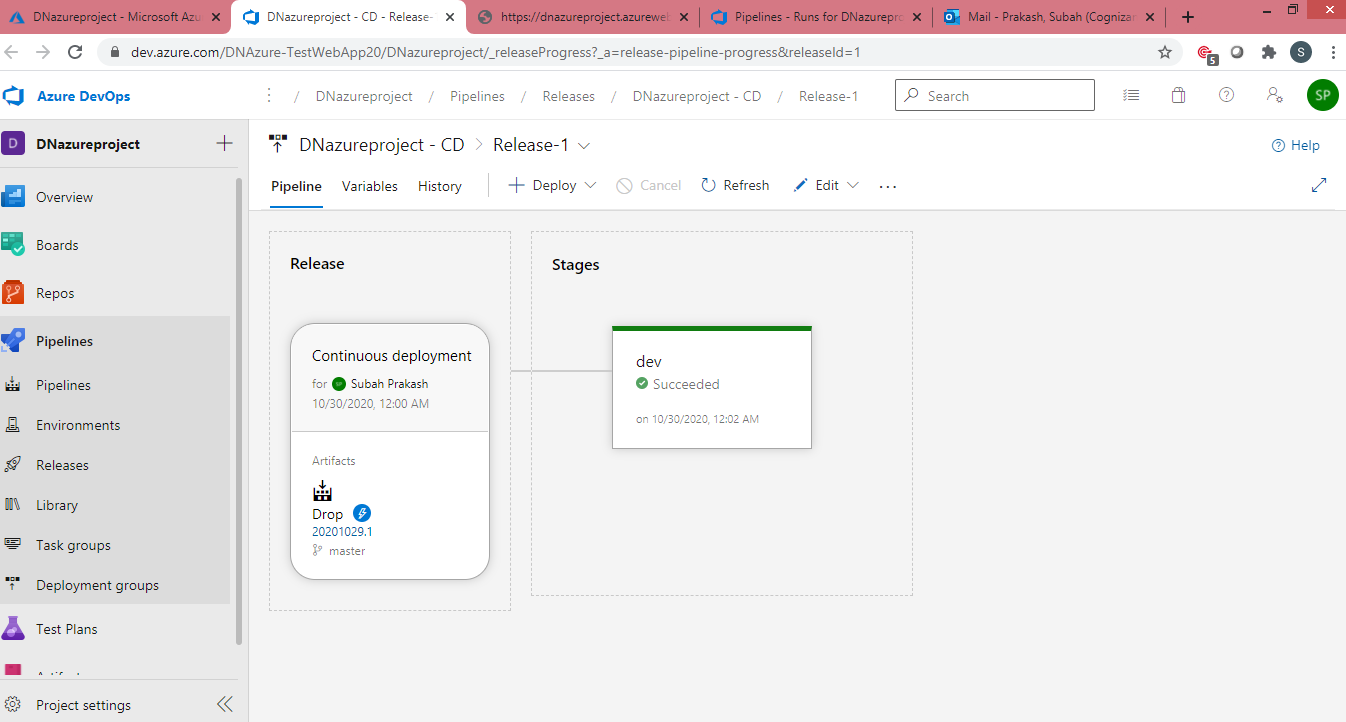 DNazureproject - Microsoft Azu
DNazureproject - CD - Release-
https://dnazureproject.azureweb
Pipelines - Runs for DNazurepro
Mail - Prakash, Subah (Cognizan
dev.azure.com/DNAzure-TestWebApp20/DNazureproject/_releaseProgress?_a=release-pipeline-progress&releaseId=1
5
S
Azure DevOps
/ DNazureproject / Pipelines / Releases / DNazureproject - CD / Release-1
Search
SP
D
DNazureproject
DNazureproject - CD > Release-1
Help
Pipeline
Variables
History
Deploy
Cancel
Refresh
Edit
Overview
Boards
Repos
Pipelines
Pipelines
Environments
Releases
Library
Task groups
Deployment groups
Test Plans
Project settings
Release
Continuous deployment
for SP Subah Prakash
10/30/2020, 12:00 AM
Artifacts
Drop
20201029.1
master
Stages
dev
Succeeded
on 10/30/2020, 12:02 AM